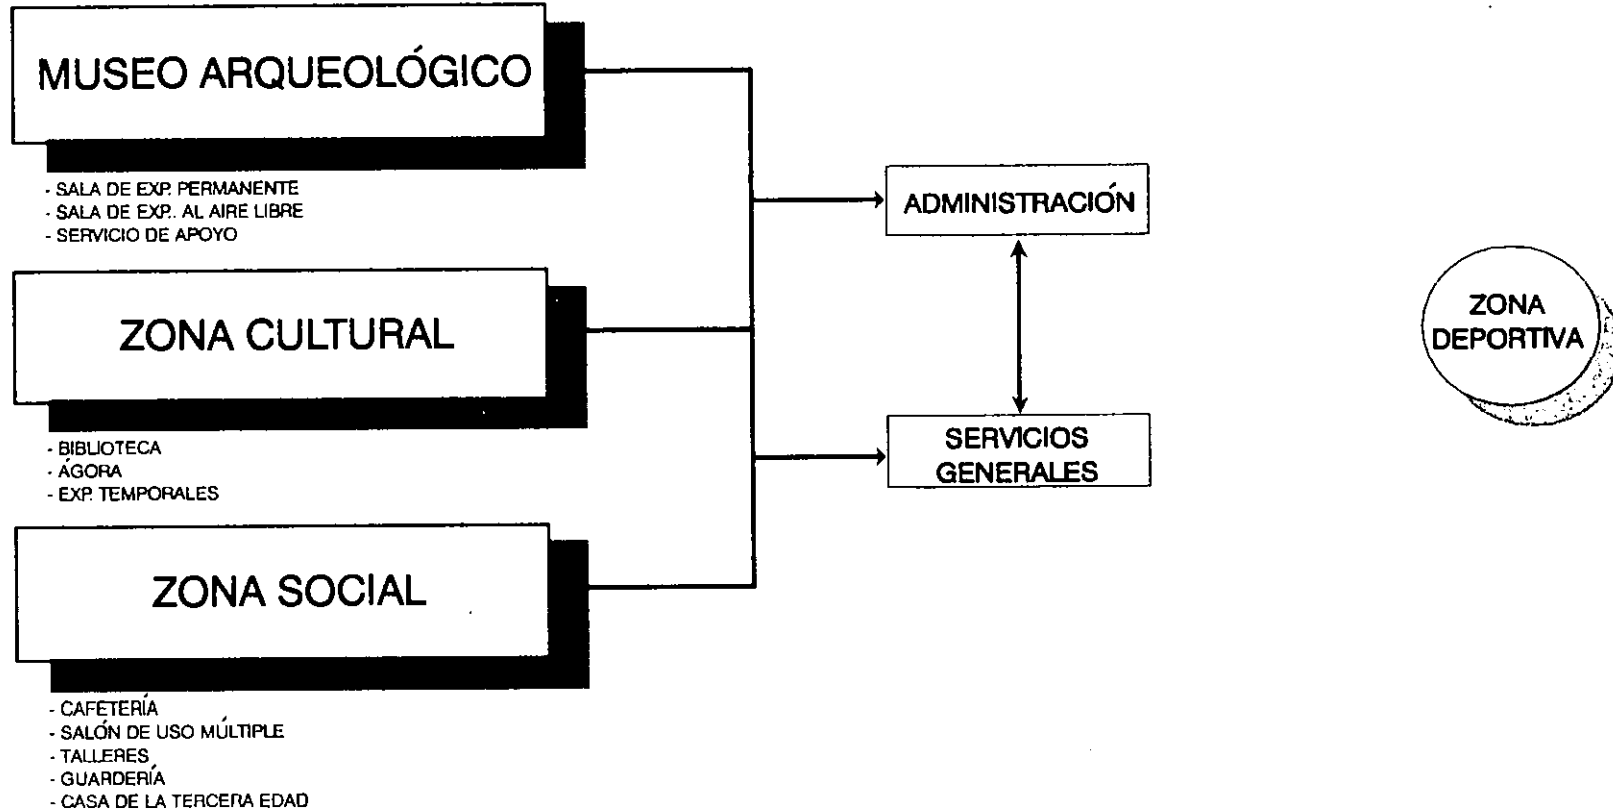 MUSEO ARQUEOLÓGICO
- SALA DE EXP. PERMANENTE
- SALA DE EXP.. AL AIRE LIBRE
- SERVICIO DE APOYO
ZONA CULTURAL
- BIBLIOTECA
- ÁGORA
- EXP. TEMPORALES
ZONA SOCIAL
- CAFETERÍA
- SALÓN DE USO MÚLTIPLE
- TALLERES
- GUARDERÍA
- CASA DE LA TERCERA EDAD
ADMINISTRACIÓN
SERVICIOS
GENERALES
ZONA
DEPORTIVA